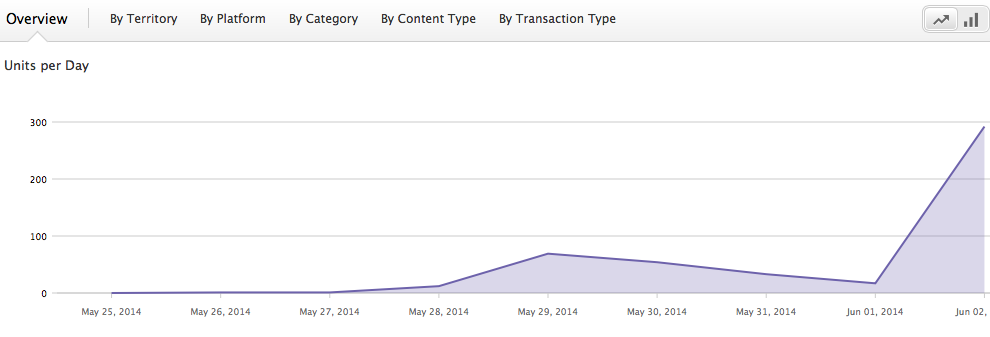 Overview By Territory By Platform By Category By Content Type By Transaction Type
Units per Day
300
200
100
0
May 25, 2014 May 26, 2014 May 27, 2014 May 28, 2014 May 29, 2014 May 30, 2014 May 31, 2014 Jun 01, 2014 Jun 02,